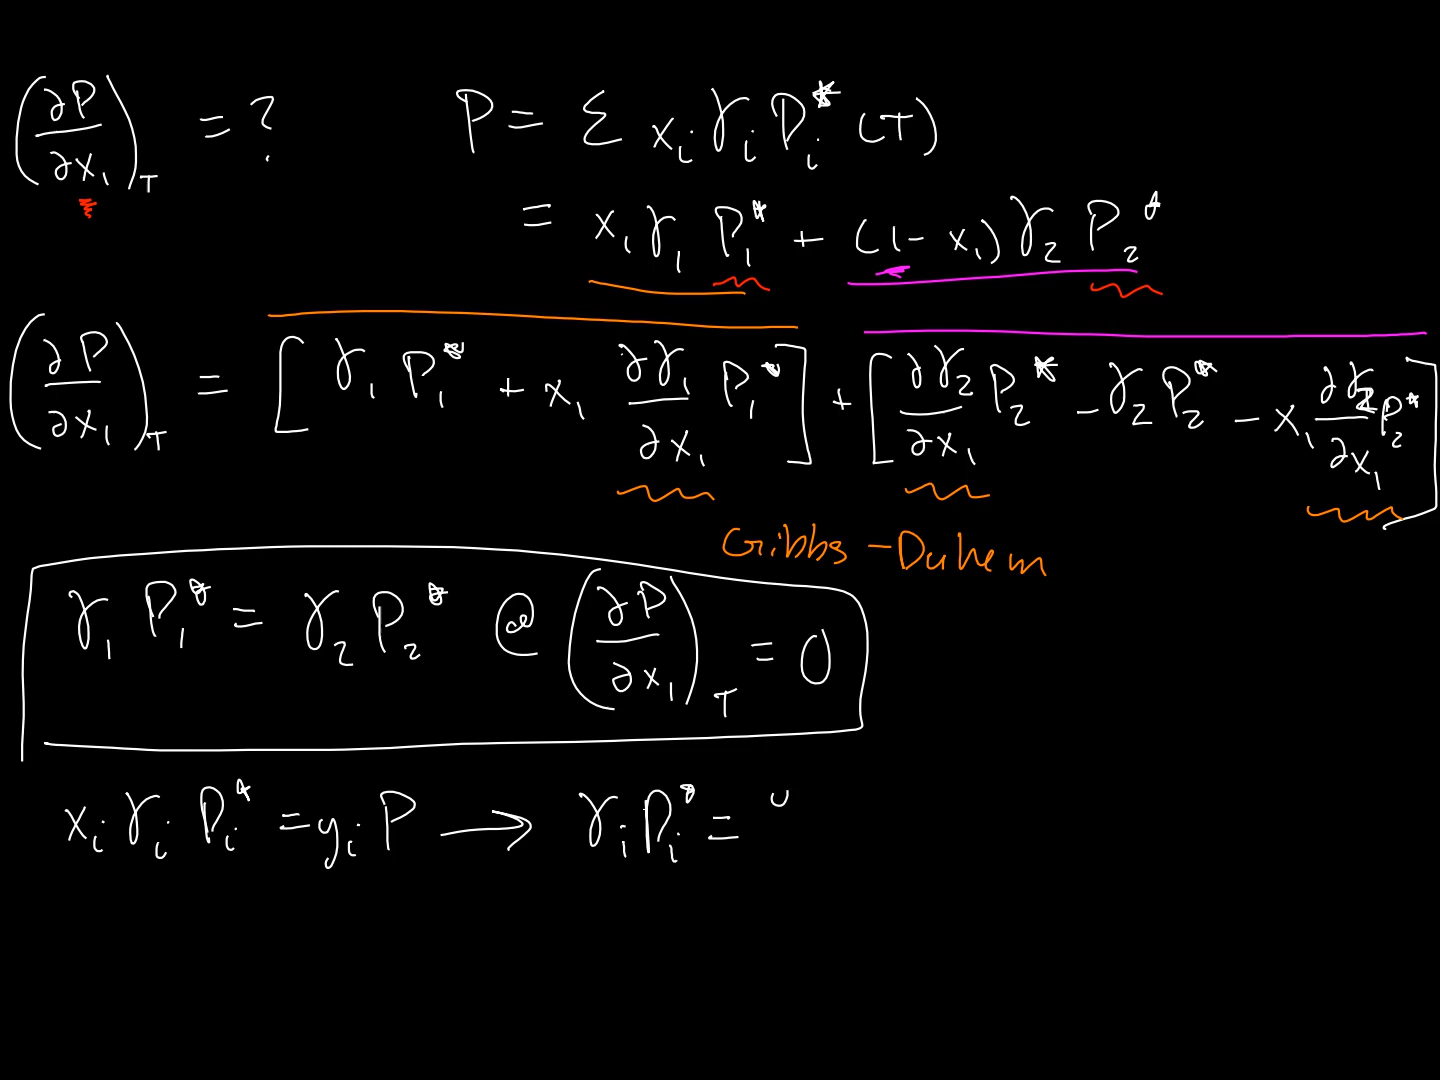 (∂P/∂x₁)_T = ? P = Σ xᵢ γᵢ Pᵢ* (T)
= x₁ γ₁ P₁* + (1 - x₁) γ₂ P₂*
(∂P/∂x₁)_T = [γ₁ P₁* + x₁ ∂γ₁/∂x₁ P₁*] + [∂γ₂/∂x₁ P₂* - γ₂ P₂* - x₁ ∂γ₂/∂x₁ P₂*]
Gibbs - Duhem
γ₁ P₁* = γ₂ P₂* @ (∂P/∂x₁)_T = 0
xᵢ γᵢ Pᵢ* = yᵢ P → γᵢ Pᵢ* =